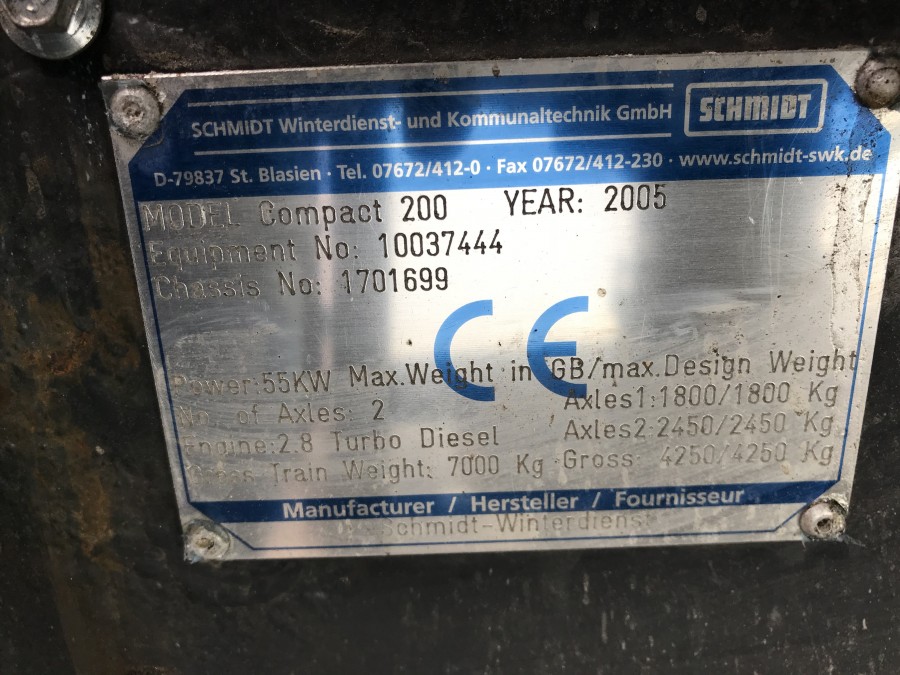 SCHMIDT Winterdienst- und Kommunaltechnik GmbH SCHMIDT
D-79837 St. Blasien · Tel. 07672/412-0 · Fax 07672/412-230 · www.schmidt-swk.de
MODEL Compact 200 YEAR: 2005
Equipment No: 10037444
Chassis No: 1701699
CE
Power:55KW Max.Weight in GB/max.Design Weight
No. of Axles: 2 Axles1:1800/1800 Kg
Engine:2.8 Turbo Diesel Axles2:2450/2450 Kg
Train Weight: 7000 Kg Gross 4250/4250 Kg
Manufacturer / Hersteller / Fournisseur
Schmidt-Winterdienst